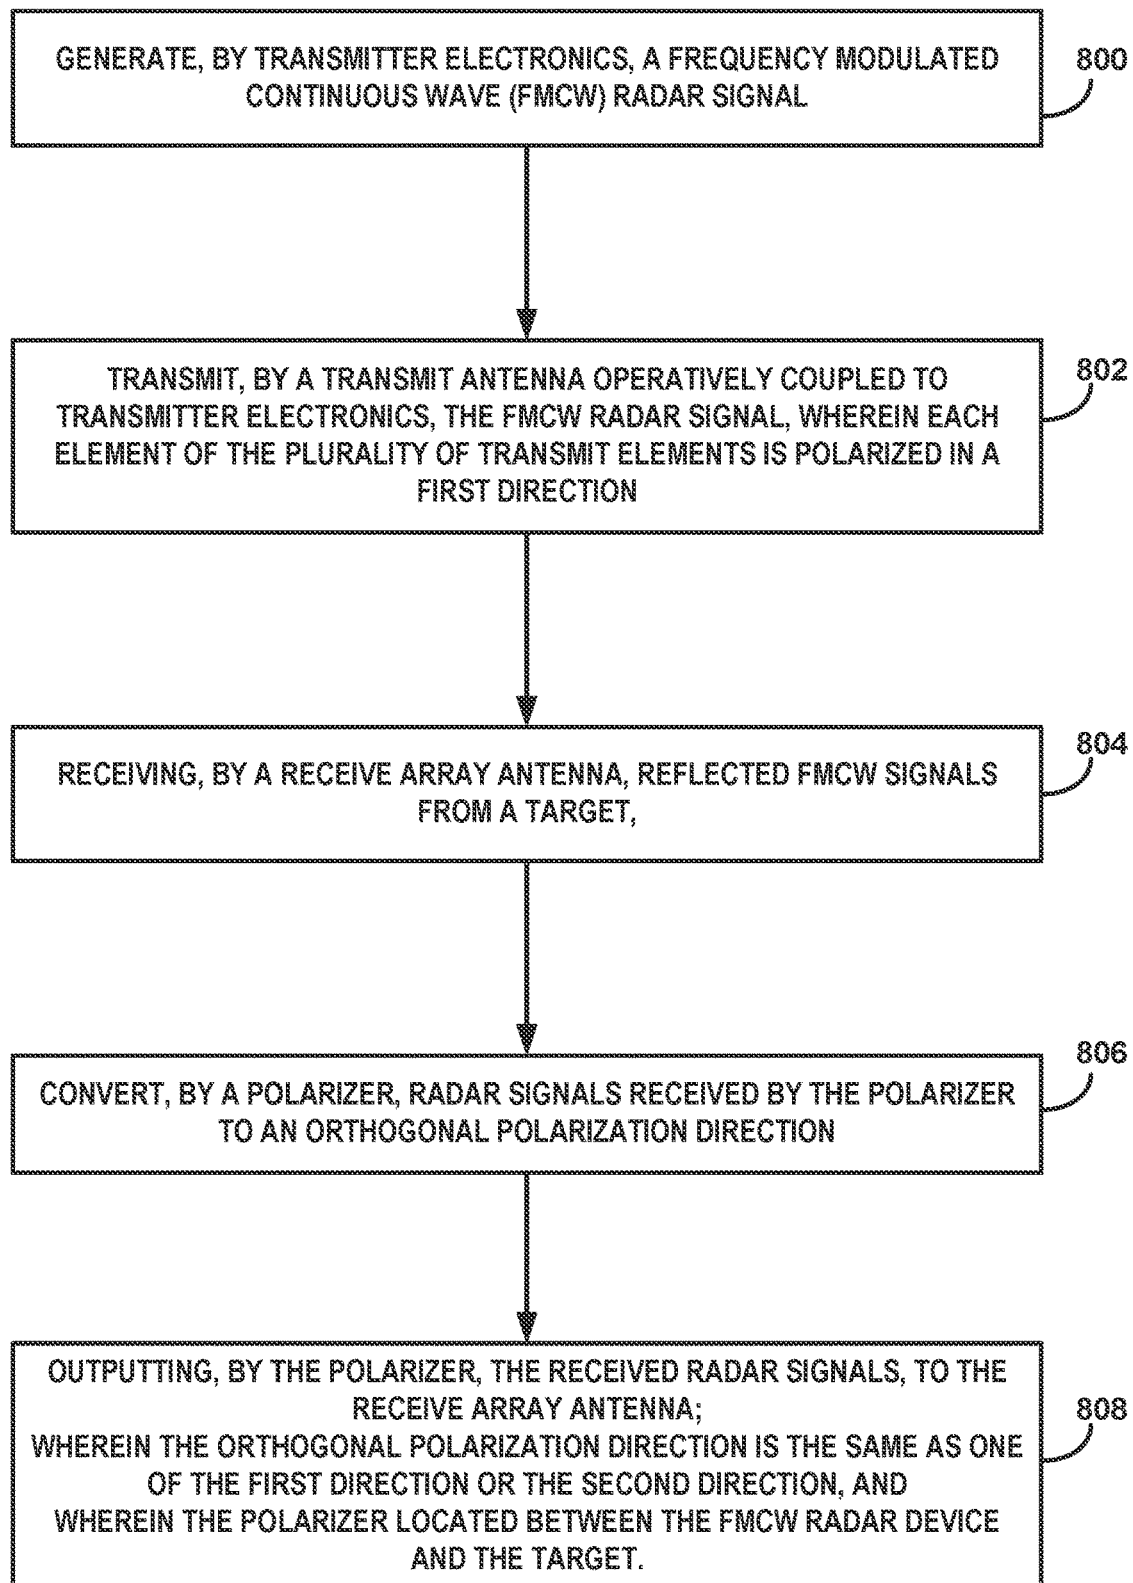 GENERATE, BY TRANSMITTER ELECTRONICS, A FREQUENCY MODULATED
CONTINUOUS WAVE (FMCW) RADAR SIGNAL
800
TRANSMIT, BY A TRANSMIT ANTENNA OPERATIVELY COUPLED TO
TRANSMITTER ELECTRONICS, THE FMCW RADAR SIGNAL, WHEREIN EACH
ELEMENT OF THE PLURALITY OF TRANSMIT ELEMENTS IS POLARIZED IN A
FIRST DIRECTION
802
RECEIVING, BY A RECEIVE ARRAY ANTENNA, REFLECTED FMCW SIGNALS
FROM A TARGET,
804
CONVERT, BY A POLARIZER, RADAR SIGNALS RECEIVED BY THE POLARIZER
TO AN ORTHOGONAL POLARIZATION DIRECTION
806
OUTPUTTING, BY THE POLARIZER, THE RECEIVED RADAR SIGNALS, TO THE
RECEIVE ARRAY ANTENNA;
WHEREIN THE ORTHOGONAL POLARIZATION DIRECTION IS THE SAME AS ONE
OF THE FIRST DIRECTION OR THE SECOND DIRECTION, AND
WHEREIN THE POLARIZER LOCATED BETWEEN THE FMCW RADAR DEVICE
AND THE TARGET.
808